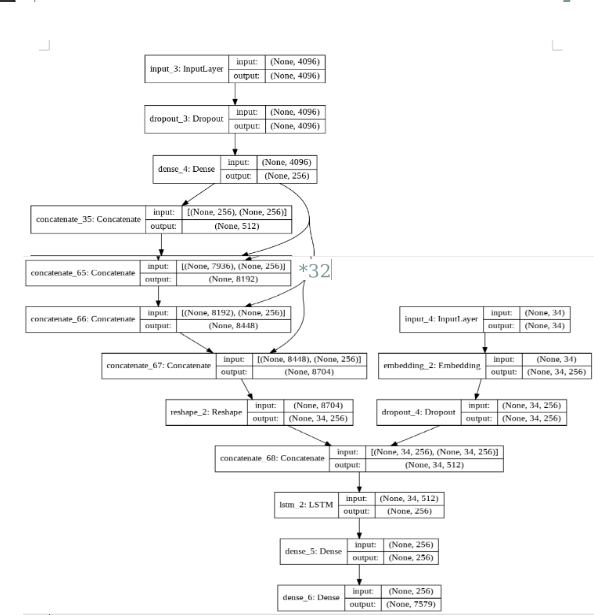 input_3: InputLayer input: (None, 4096)
output: (None, 4096)
dropout_3: Dropout input: (None, 4096)
output: (None, 4096)
dense_4: Dense input: (None, 4096)
output: (None, 256)
concatenate_35: Concatenate input: [(None, 256), (None, 256)]
output: (None, 512)
concatenate_65: Concatenate input: [(None, 7936), (None, 256)]
output: (None, 8192)
*32
concatenate_66: Concatenate input: [(None, 8192), (None, 256)]
output: (None, 8448)
input_4: InputLayer input: (None, 34)
output: (None, 34)
concatenate_67: Concatenate input: [(None, 8448), (None, 256)]
output: (None, 8704)
embedding_2: Embedding input: (None, 34)
output: (None, 34, 256)
reshape_2: Reshape input: (None, 8704)
output: (None, 34, 256)
dropout_4: Dropout input: (None, 34, 256)
output: (None, 34, 256)
concatenate_68: Concatenate input: [(None, 34, 256), (None, 34, 256)]
output: (None, 34, 512)
lstm_2: LSTM input: (None, 34, 512)
output: (None, 256)
dense_5: Dense input: (None, 256)
output: (None, 256)
dense_6: Dense input: (None, 256)
output: (None, 7579)